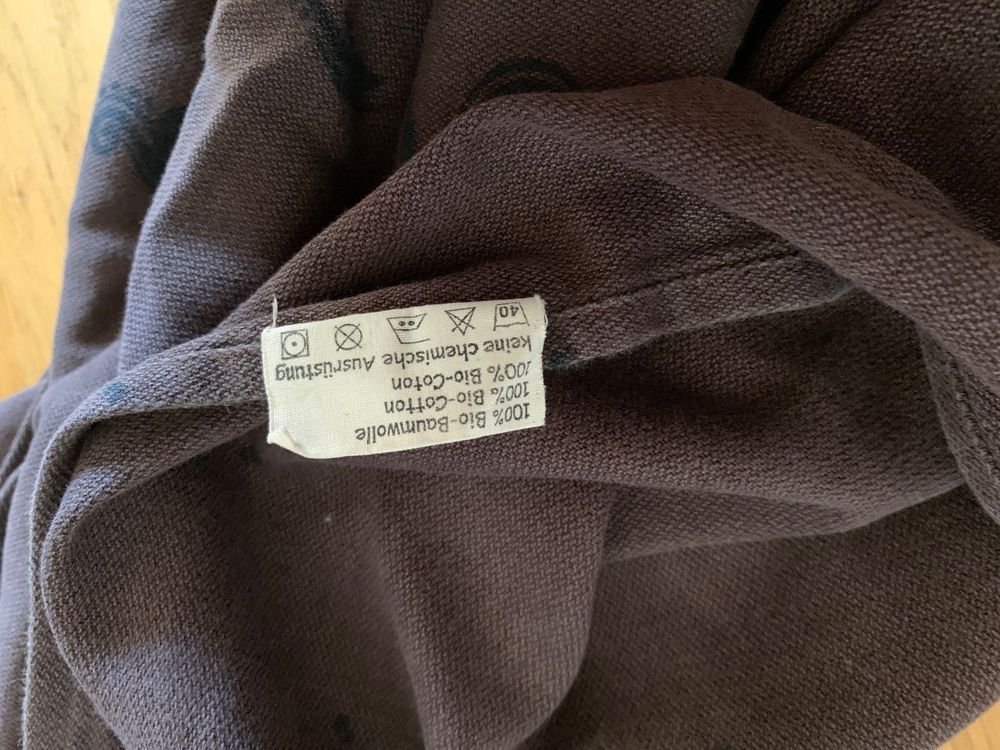 100% Bio-Baumwolle
100% Bio-Cotton
100% Bio-Coton
keine chemische Ausrüstung
40